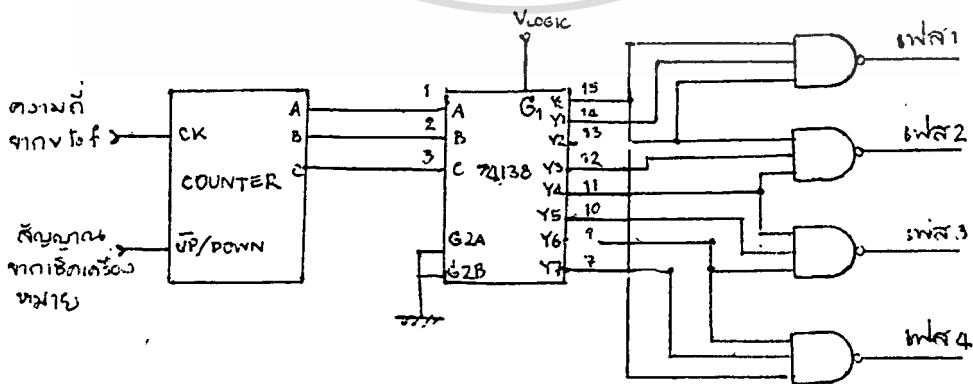 VLOGIC
เฟส 1
ความถี่
จาก
CK
A
B
C
COUNTER
สัญญาณ
จากเช็คเครื่อง
หมาย
UP/DOWN
1
2
3
A
B
C
74138
G1
G2A
G2B
15
Y1
14
Y2
13
Y3
12
Y4
11
Y5
10
Y6
9
Y7
7
เฟส 2
เฟส 3
เฟส 4